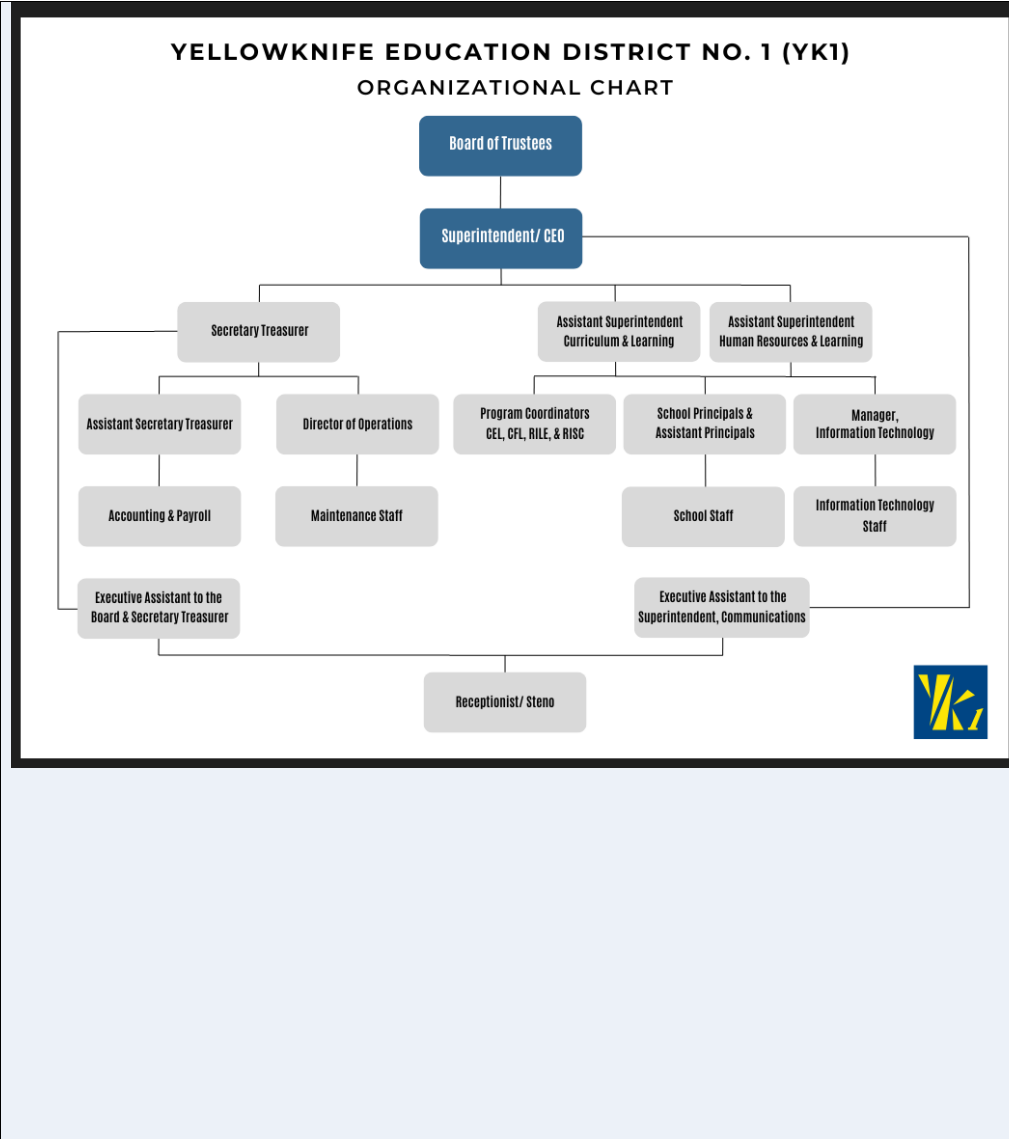 YELLOWKNIFE EDUCATION DISTRICT NO. 1 (YK1)
ORGANIZATIONAL CHART
Board of Trustees
Superintendent/ CEO
Secretary Treasurer
Assistant Superintendent
Curriculum & Learning
Assistant Superintendent
Human Resources & Learning
Assistant Secretary Treasurer
Director of Operations
Program Coordinators
CEL, CFL, RILE, & RISC
School Principals &
Assistant Principals
Manager,
Information Technology
Accounting & Payroll
Maintenance Staff
School Staff
Information Technology
Staff
Executive Assistant to the
Board & Secretary Treasurer
Executive Assistant to the
Superintendent, Communications
Receptionist/ Steno
YK1